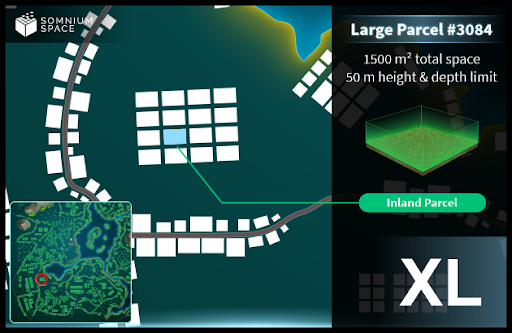 SOMNIUM
SPACE
Large Parcel #3084
1500 m² total space
50 m height & depth limit
Inland Parcel
XL